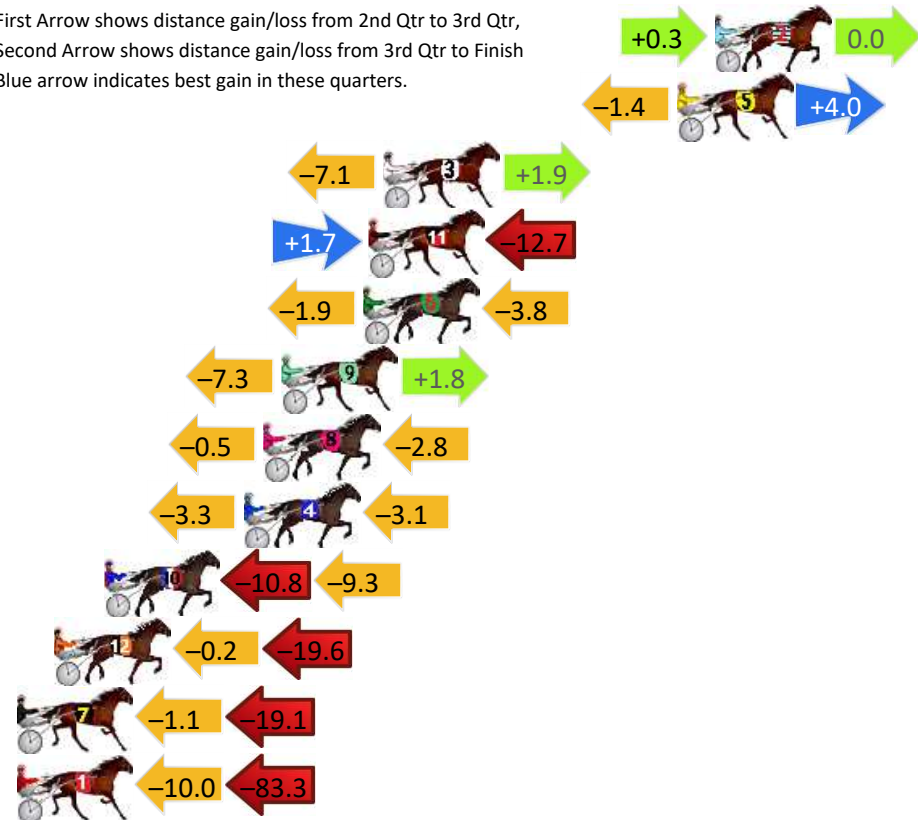 First Arrow shows distance gain/loss from 2nd Qtr to 3rd Qtr,
Second Arrow shows distance gain/loss from 3rd Qtr to Finish
Blue arrow indicates best gain in these quarters.
+0.3 2 0.0
–1.4 5 +4.0
–7.1 3 +1.9
+1.7 11 –12.7
–1.9 6 –3.8
–7.3 9 +1.8
–0.5 8 –2.8
–3.3 4 –3.1
10 –10.8 –9.3
12 –0.2 –19.6
7 –1.1 –19.1
1 –10.0 –83.3